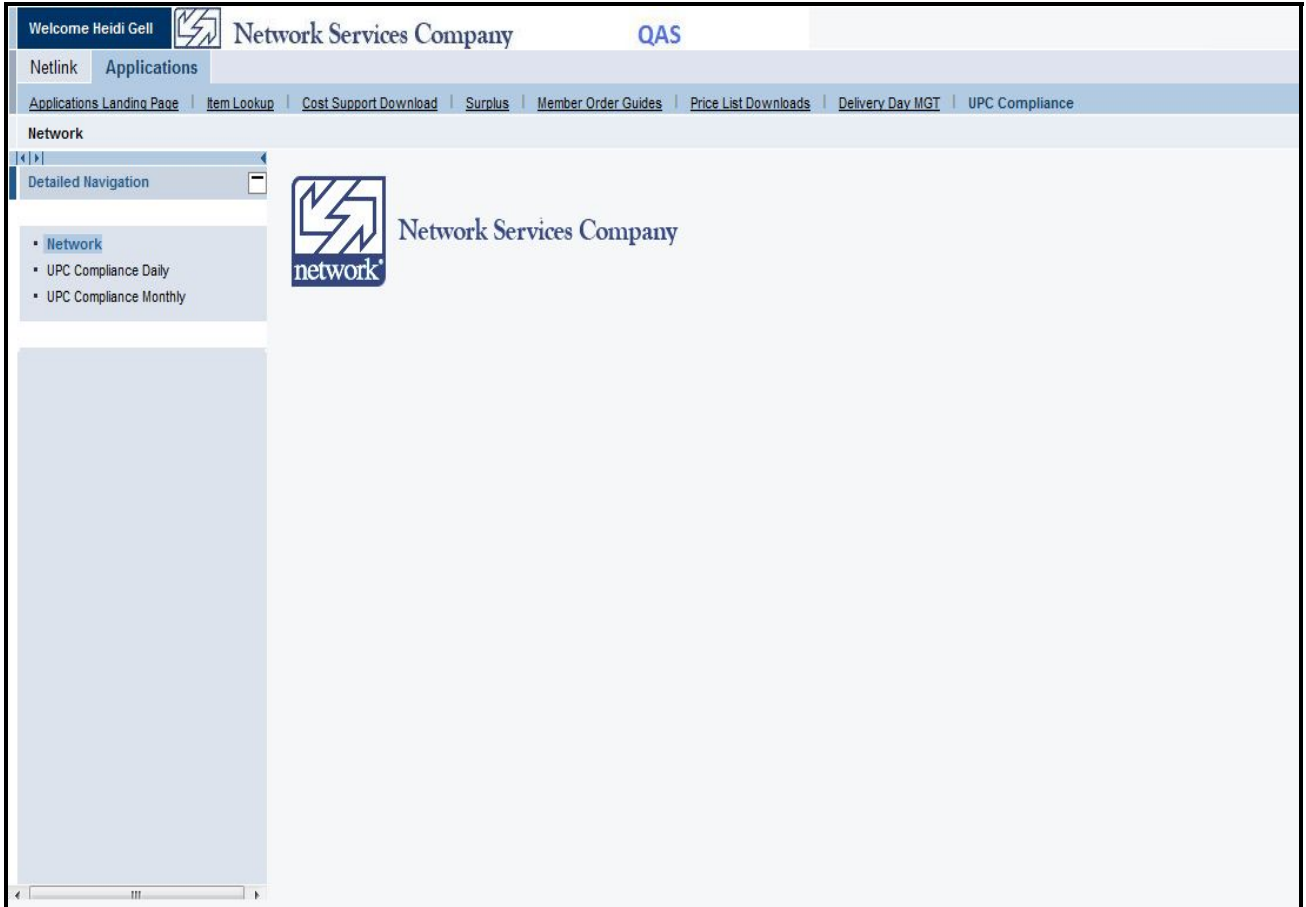 Welcome Heidi Gell Network Services Company QAS
Netlink Applications
Applications Landing Page | Item Lookup | Cost Support Download | Surplus | Member Order Guides | Price List Downloads | Delivery Day MGT | UPC Compliance
Network
Detailed Navigation
Network
UPC Compliance Daily
UPC Compliance Monthly
Network Services Company
network